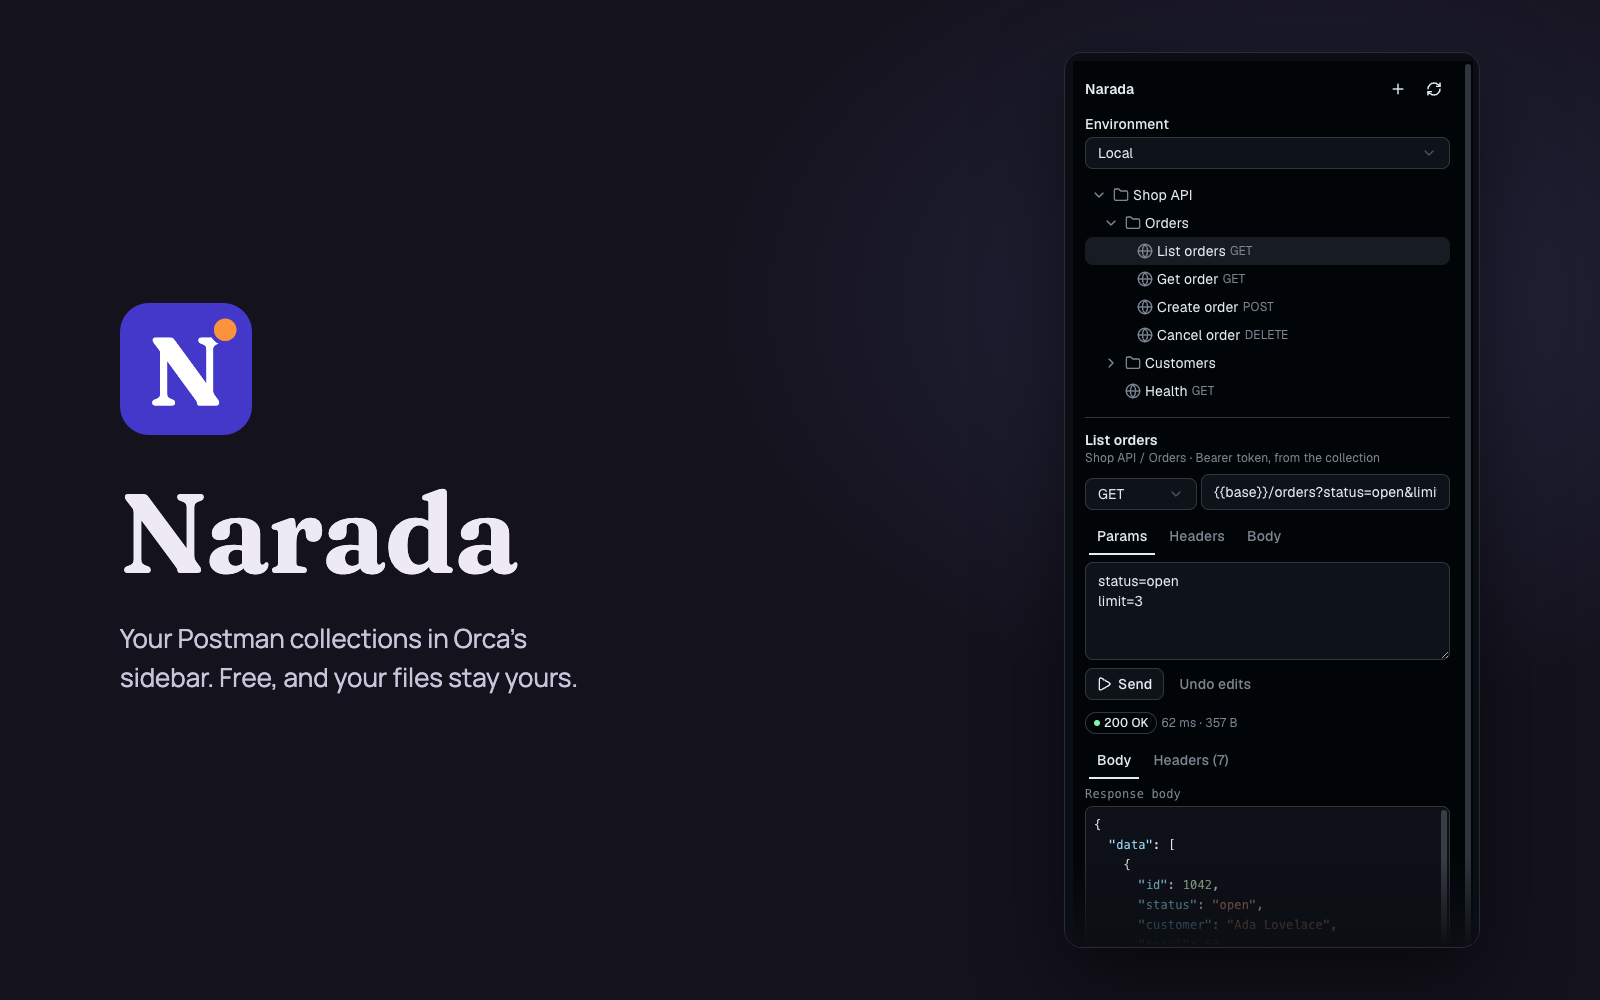 N
Narada
Your Postman collections in Orca’s
sidebar. Free, and your files stay yours.
Narada
Environment
Local
Shop API
Orders
List orders GET
Get order GET
Create order POST
Cancel order DELETE
Customers
Health GET
List orders
Shop API / Orders · Bearer token, from the collection
GET {{base}}/orders?status=open&limi
Params Headers Body
status=open
limit=3
Send Undo edits
200 OK 62 ms · 357 B
Body Headers (7)
Response body
{
"data": [
{
"id": 1042,
"status": "open",
"customer": "Ada Lovelace",